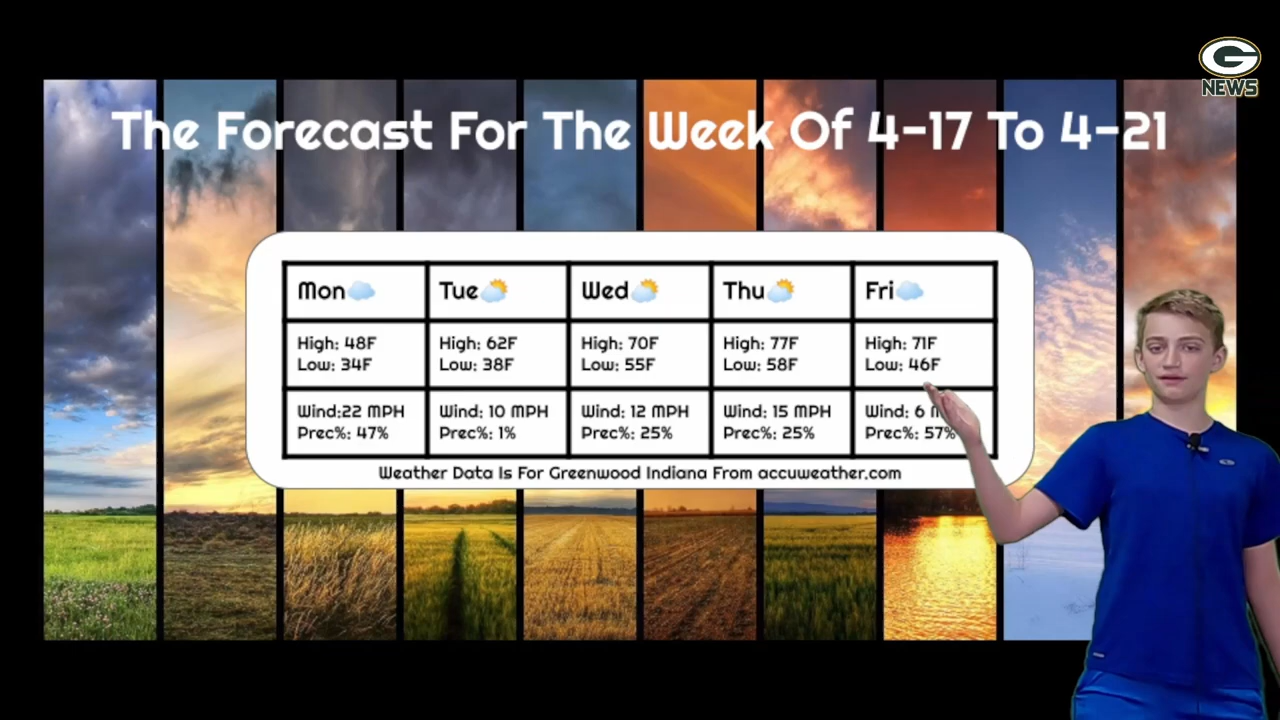 G
NEWS
The Forecast For The Week Of 4-17 To 4-21
Mon Tue Wed Thu Fri
High: 48F High: 62F High: 70F High: 77F High: 71F
Low: 34F Low: 38F Low: 55F Low: 58F Low: 46F
Wind:22 MPH Wind: 10 MPH Wind: 12 MPH Wind: 15 MPH Wind: 6
Prec%: 47% Prec%: 1% Prec%: 25% Prec%: 25% Prec%: 57%
Weather Data Is For Greenwood Indiana From accuweather.com